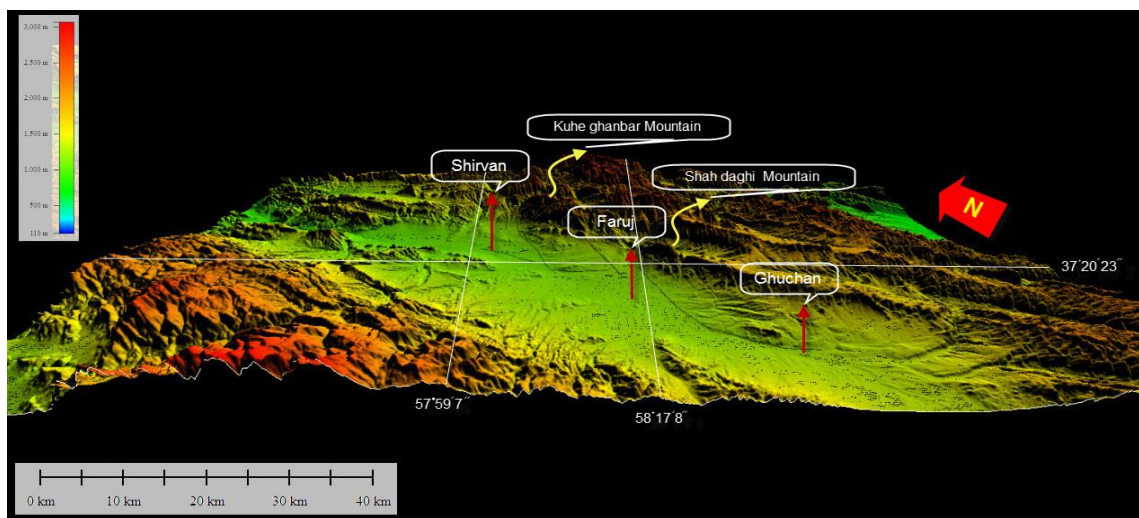 3,000 m
2,500 m
2,000 m
1,500 m
1,000 m
500 m
110 m
Kuhe ghanbar Mountain
Shirvan
Shah daghi Mountain
N
Faruj
37°20´23˝
Ghuchan
57°59´7˝
58°17´8˝
0 km 10 km 20 km 30 km 40 km